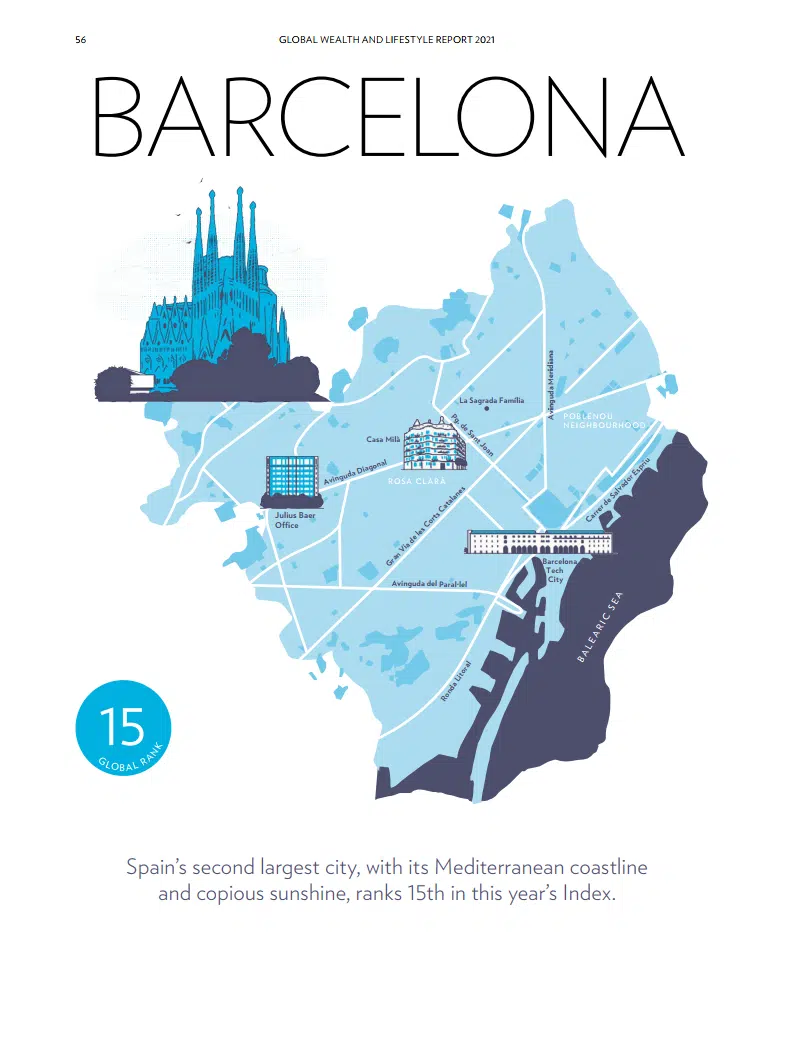 56
GLOBAL WEALTH AND LIFESTYLE REPORT 2021
BARCELONA
La Sagrada Família
Avinguda Meridiana
POBLENOU
NEIGHBOURHOOD
Pg. de Sant Joan
Casa Milà
ROSA CLARÁ
Avinguda Diagonal
Julius Baer
Office
Gran Via de les Corts Catalanes
Carrer de Salvador Espriu
Barcelona
Tech
City
Avinguda del Paral·lel
BALEARIC SEA
Ronda Litoral
15
GLOBAL RANK
Spain's second largest city, with its Mediterranean coastline
and copious sunshine, ranks 15th in this year's Index.